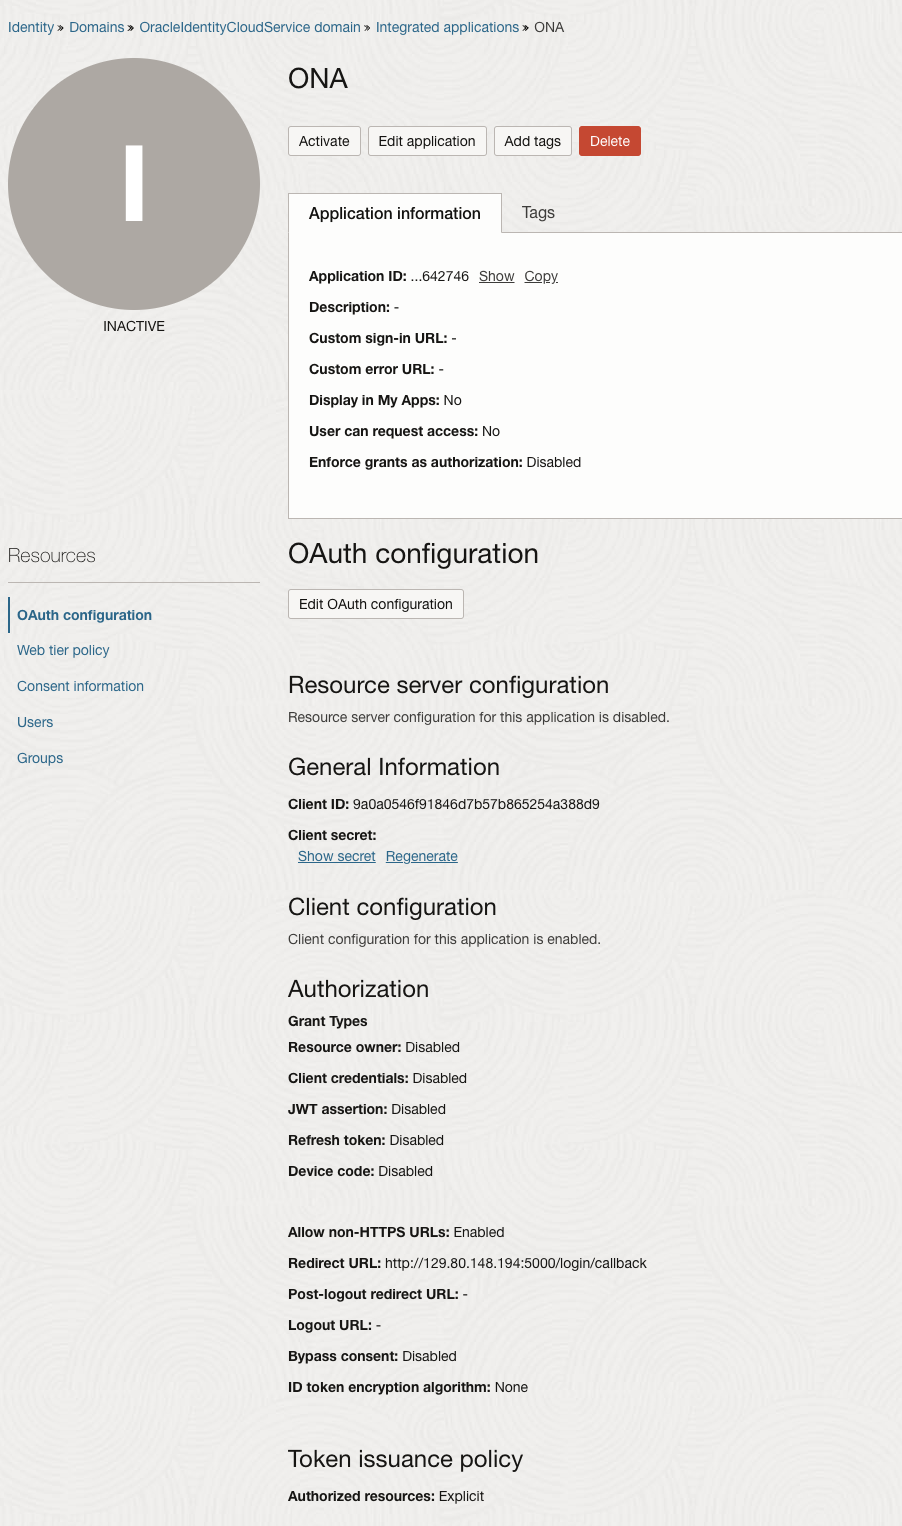 Identity » Domains » OracleIdentityCloudService domain » Integrated applications » ONA
I
INACTIVE
ONA
Activate Edit application Add tags Delete
Application information Tags
Application ID: ...642746 Show Copy
Description: -
Custom sign-in URL: -
Custom error URL: -
Display in My Apps: No
User can request access: No
Enforce grants as authorization: Disabled
Resources
OAuth configuration
Web tier policy
Consent information
Users
Groups
OAuth configuration
Edit OAuth configuration
Resource server configuration
Resource server configuration for this application is disabled.
General Information
Client ID: 9a0a0546f91846d7b57b865254a388d9
Client secret:
Show secret Regenerate
Client configuration
Client configuration for this application is enabled.
Authorization
Grant Types
Resource owner: Disabled
Client credentials: Disabled
JWT assertion: Disabled
Refresh token: Disabled
Device code: Disabled
Allow non-HTTPS URLs: Enabled
Redirect URL: http://129.80.148.194:5000/login/callback
Post-logout redirect URL: -
Logout URL: -
Bypass consent: Disabled
ID token encryption algorithm: None
Token issuance policy
Authorized resources: Explicit